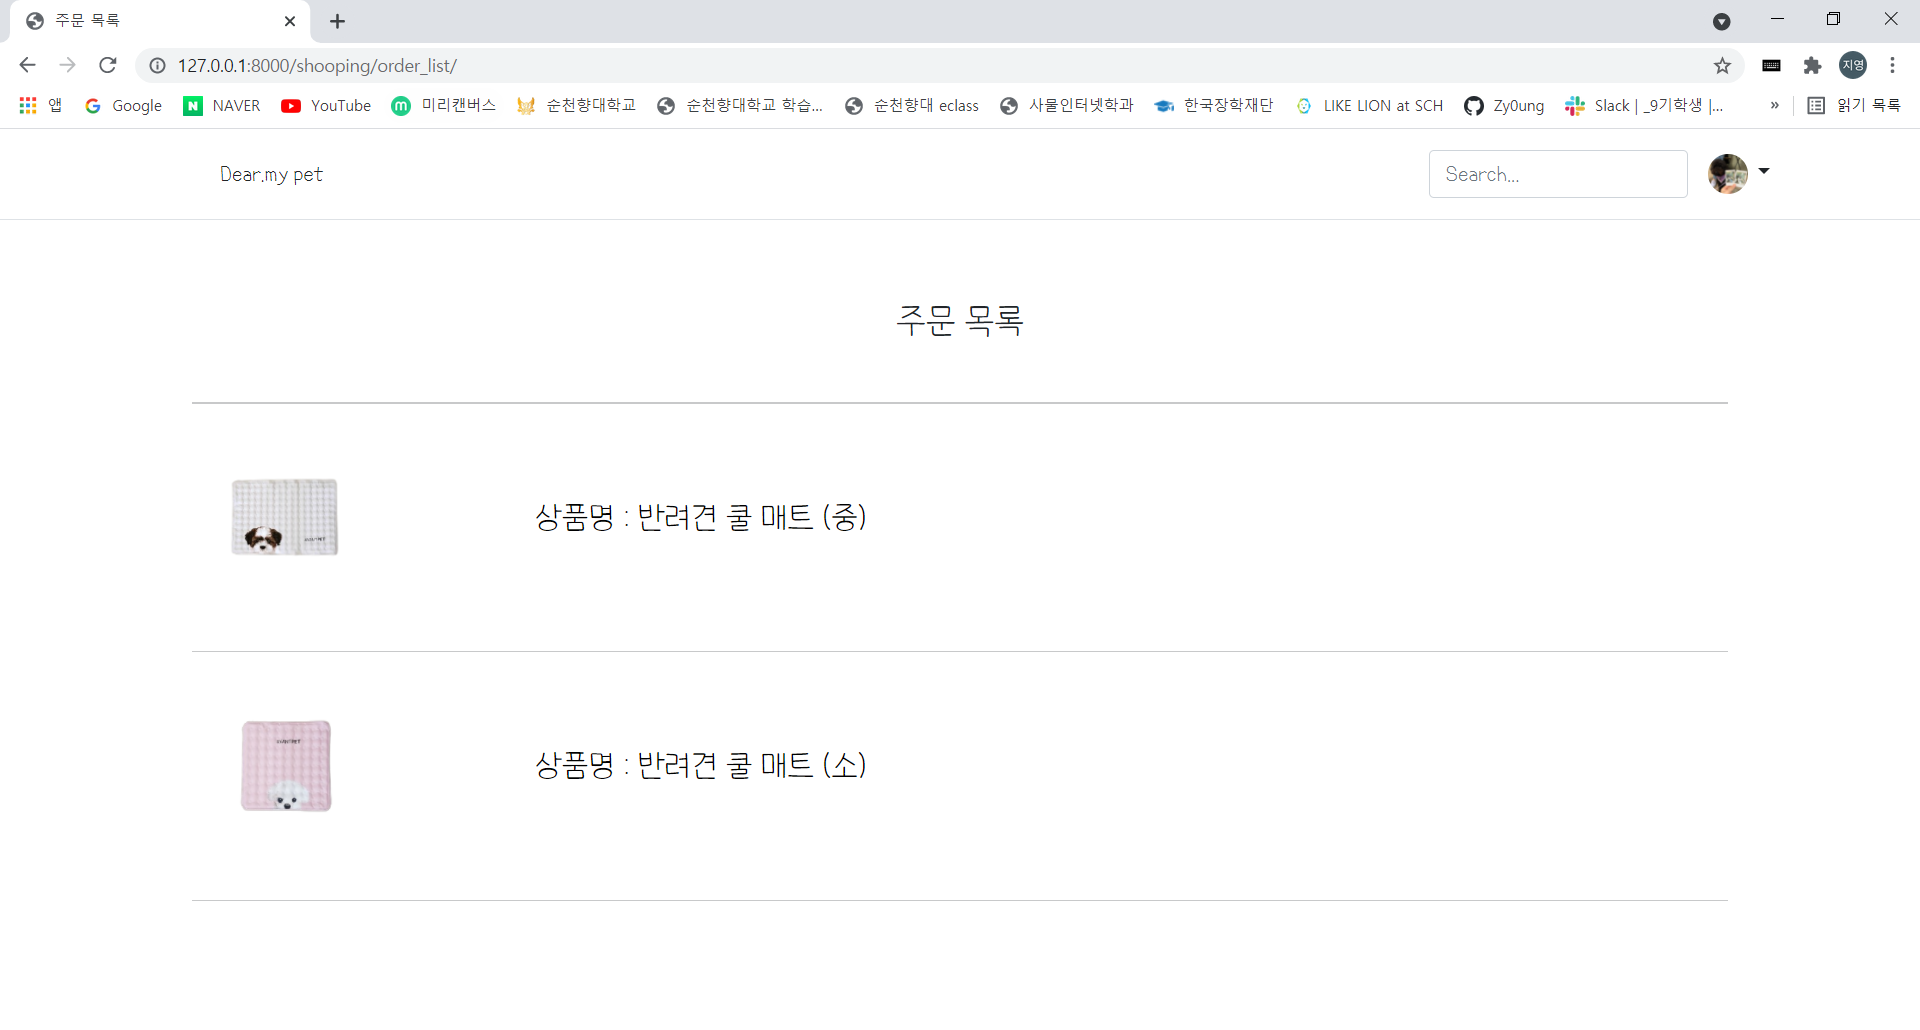 주문 목록
127.0.0.1:8000/shooping/order_list/
지영
앱 Google NAVER YouTube 미리캔버스 순천향대학교 순천향대학교 학습... 순천향대 eclass 사물인터넷학과 한국장학재단 LIKE LION at SCH Zy0ung Slack | _9기학생 |... » 읽기 목록
Dear.my pet
Search...
주문 목록
상품명 : 반려견 쿨 매트 (중)
상품명 : 반려견 쿨 매트 (소)